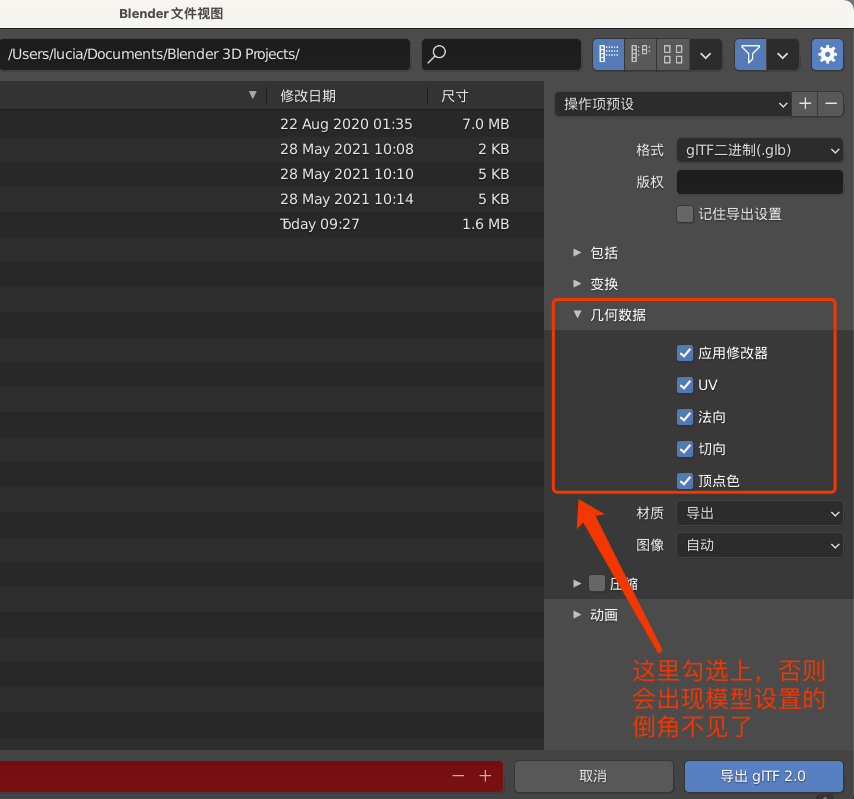 Blender文件视图
/Users/lucia/Documents/Blender 3D Projects/
修改日期 尺寸
操作项预设
22 Aug 2020 01:35 7.0 MB
28 May 2021 10:08 2 KB
28 May 2021 10:10 5 KB
28 May 2021 10:14 5 KB
Today 09:27 1.6 MB
格式 glTF二进制(.glb)
版权
记住导出设置
包括
变换
几何数据
应用修改器
UV
法向
切向
顶点色
材质 导出
图像 自动
压缩
动画
这里勾选上，否则
会出现模型设置的
倒角不见了
取消 导出 glTF 2.0